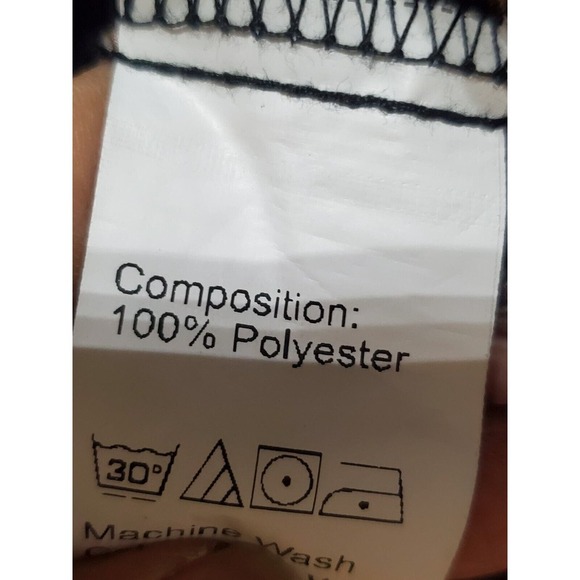 Composition:
100% Polyester
30°
Machine Wash